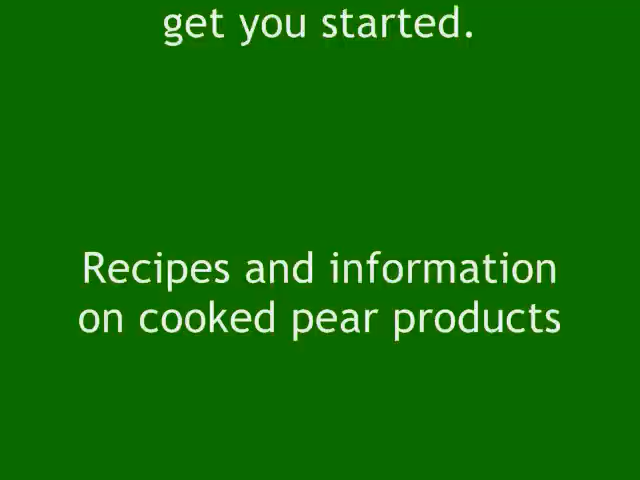 get you started.
Recipes and information
on cooked pear products